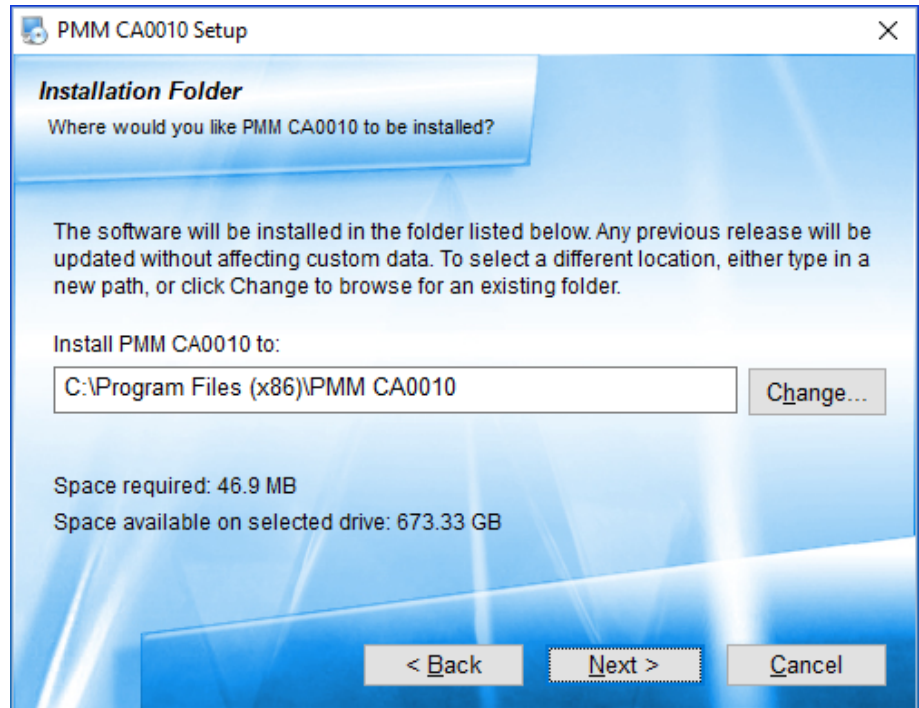 PMM CA0010 Setup
Installation Folder
Where would you like PMM CA0010 to be installed?
The software will be installed in the folder listed below. Any previous release will be
updated without affecting custom data. To select a different location, either type in a
new path, or click Change to browse for an existing folder.
Install PMM CA0010 to:
C:\Program Files (x86)\PMM CA0010
Change...
Space required: 46.9 MB
Space available on selected drive: 673.33 GB
< Back
Next >
Cancel